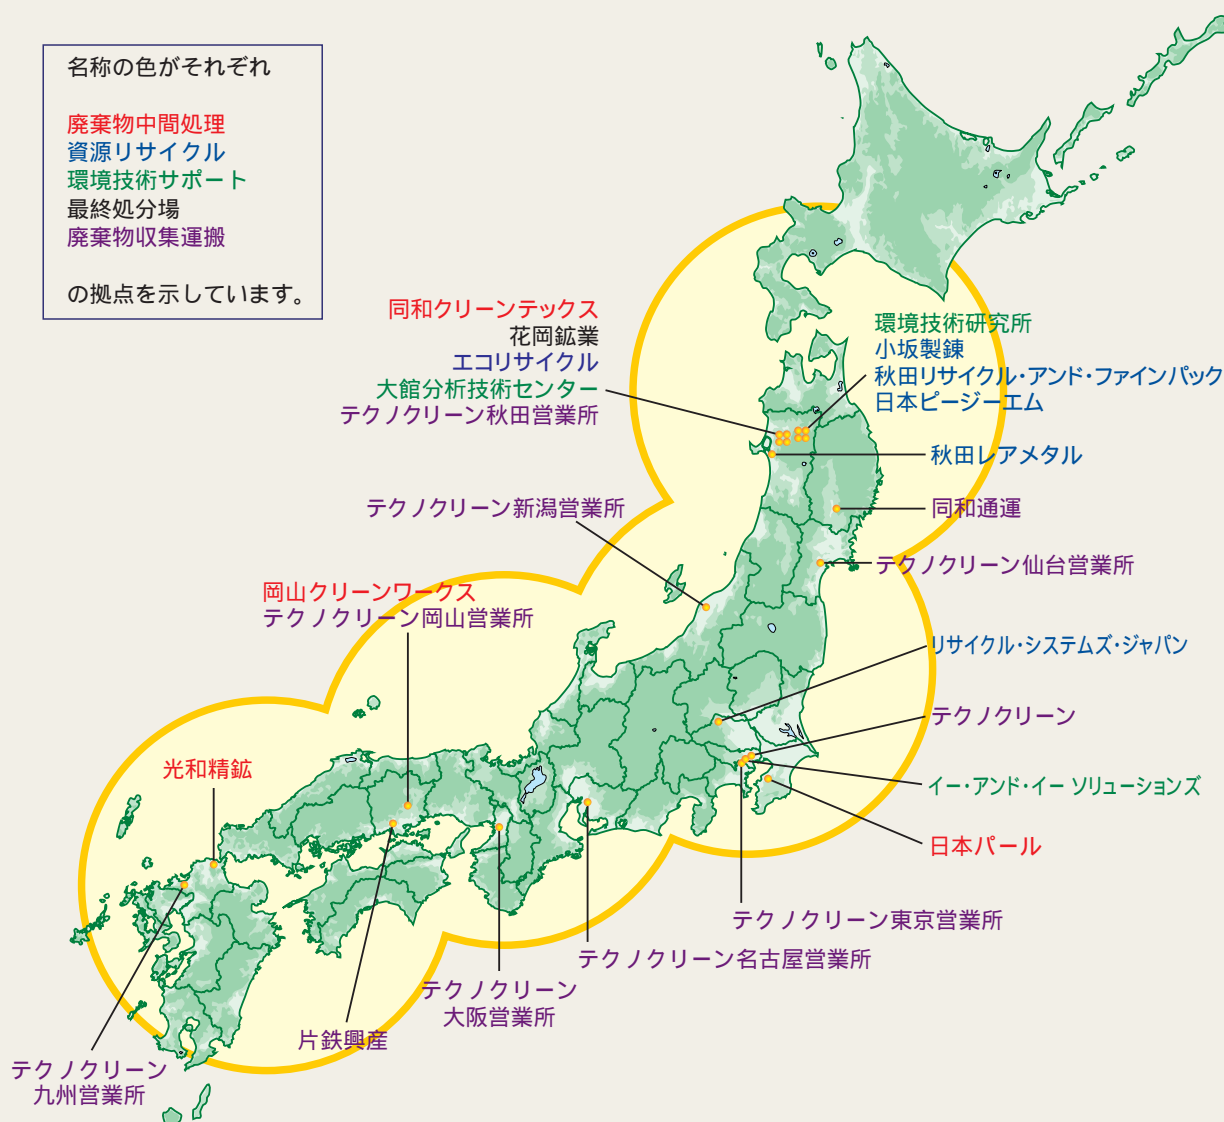 名称の色がそれぞれ
廃棄物中間処理
資源リサイクル
環境技術サポート
最終処分場
廃棄物収集運搬
の拠点を示しています。
同和クリーンテックス
花岡鉱業
エコリサイクル
大館分析技術センター
テクノクリーン秋田営業所
環境技術研究所
小坂製錬
秋田リサイクル・アンド・ファインパック
日本ピージーエム
秋田レアメタル
テクノクリーン新潟営業所
同和通運
テクノクリーン仙台営業所
岡山クリーンワークス
テクノクリーン岡山営業所
リサイクル・システムズ・ジャパン
テクノクリーン
光和精鉱
イー・アンド・イー ソリューションズ
日本パール
テクノクリーン東京営業所
テクノクリーン名古屋営業所
テクノクリーン
大阪営業所
片鉄興産
テクノクリーン
九州営業所